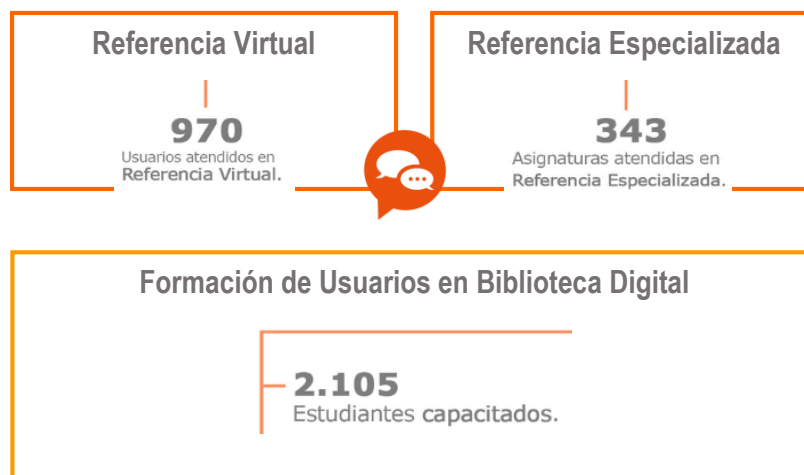 Referencia Virtual
970
Usuarios atendidos en
Referencia Virtual.
Referencia Especializada
343
Asignaturas atendidas en
Referencia Especializada.
Formación de Usuarios en Biblioteca Digital
2.105
Estudiantes capacitados.